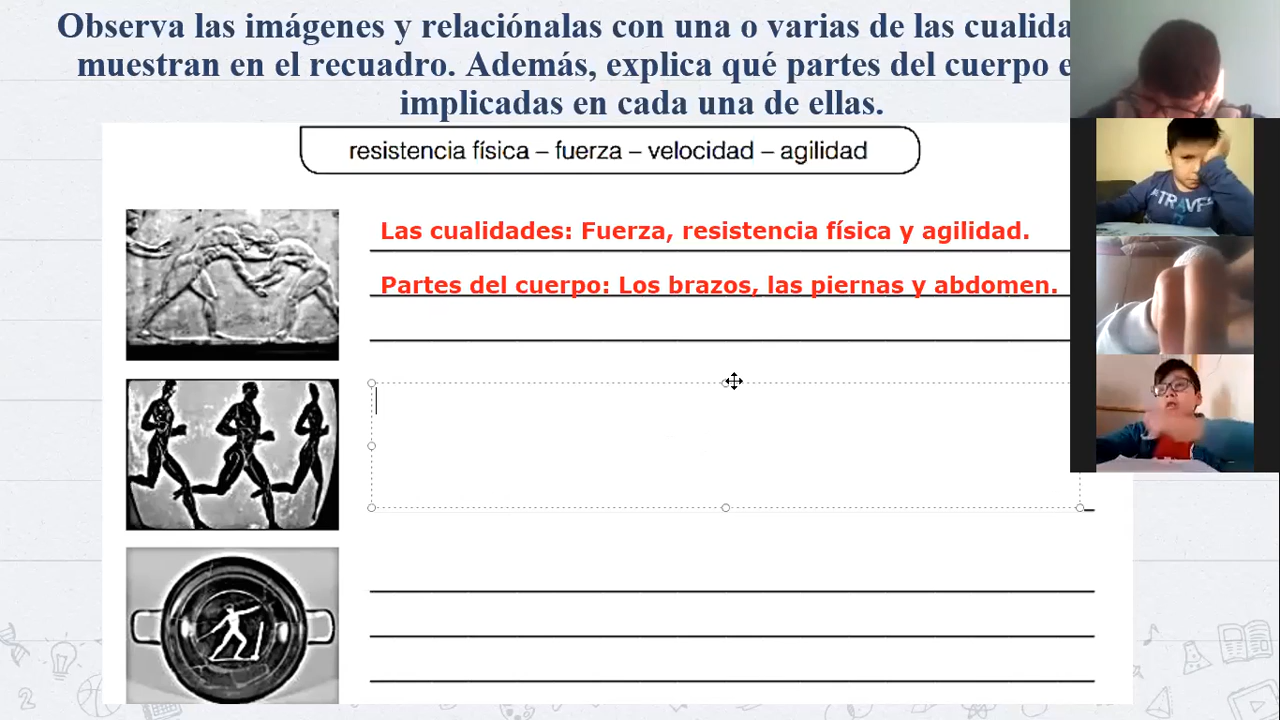 Observa las imágenes y relaciónalas con una o varias de las
muestran en el recuadro. Además, explica qué partes del cuerpo
implicadas en cada una de ellas.
resistencia física – fuerza – velocidad – agilidad
Las cualidades: Fuerza, resistencia física y agilidad.
Partes del cuerpo: Los brazos, las piernas y abdomen.